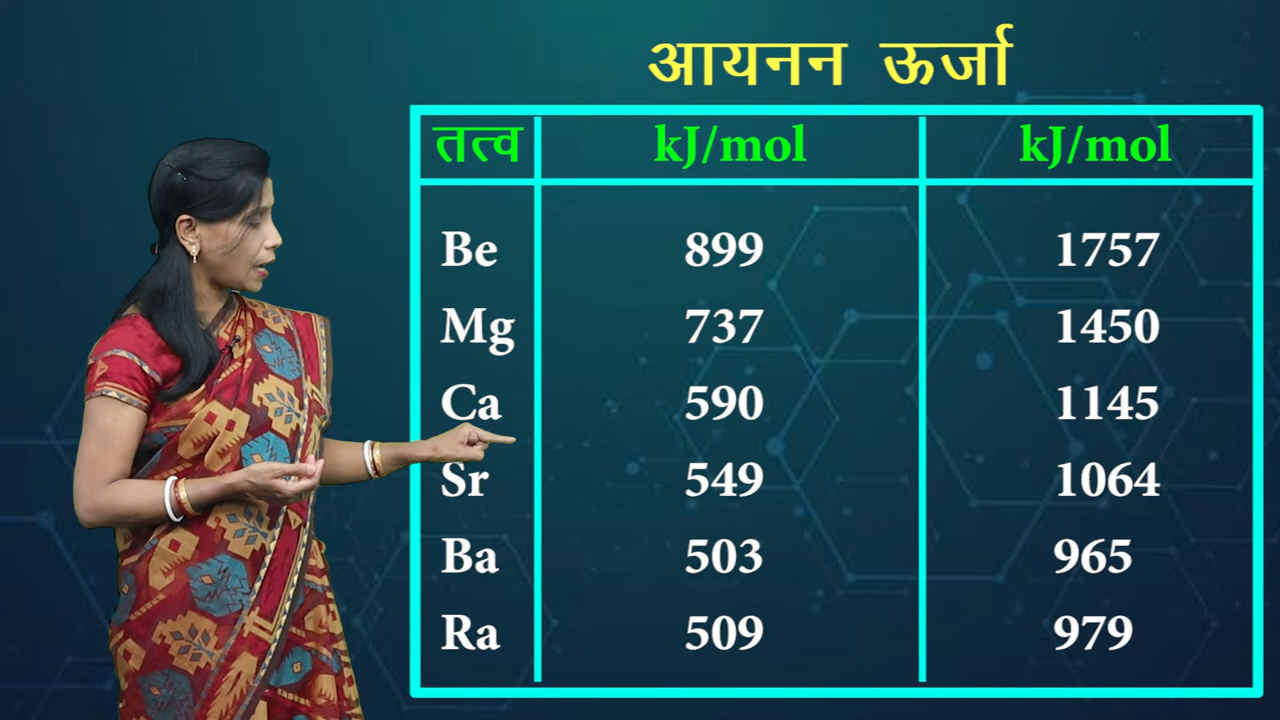 आयनन ऊर्जा
तत्व kJ/mol kJ/mol
Be 899 1757
Mg 737 1450
Ca 590 1145
Sr 549 1064
Ba 503 965
Ra 509 979